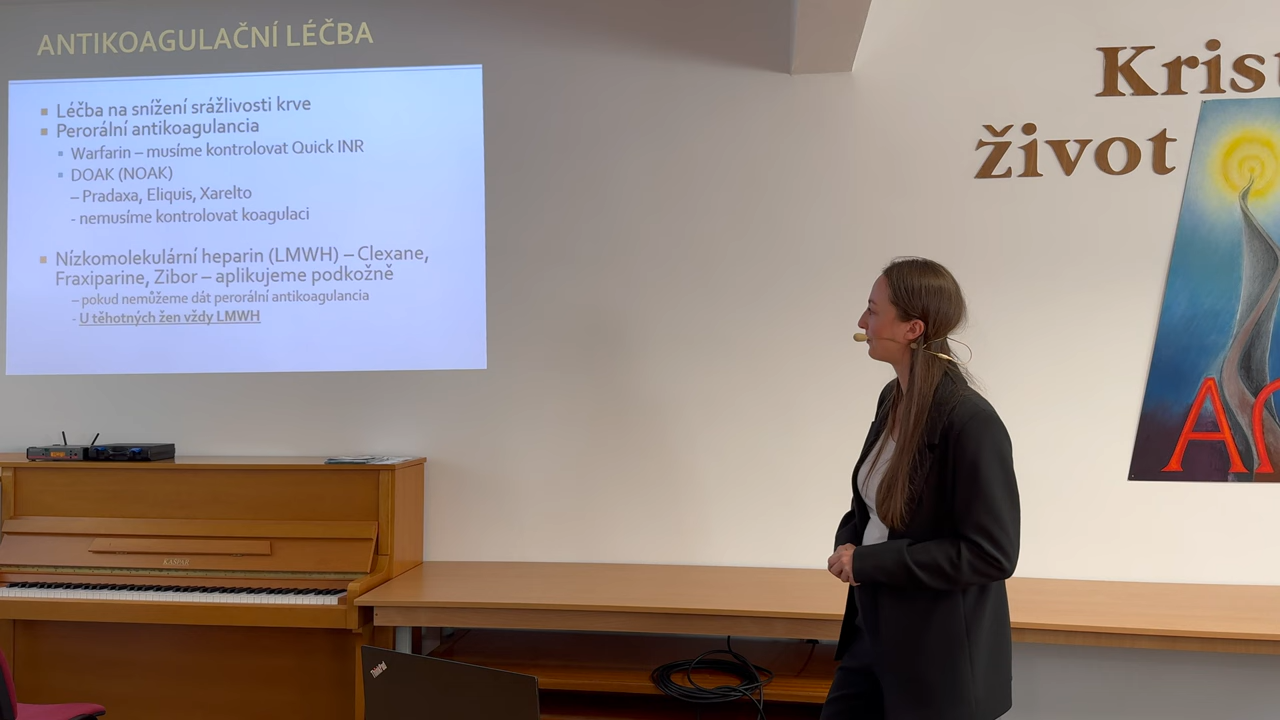 ANTIKOAGULAČNÍ LÉČBA
Léčba na snížení srážlivosti krve
Perorální antikoagulancia
Warfarin – musíme kontrolovat Quick INR
DOAK (NOAK)
– Pradaxa, Eliquis, Xarelto
- nemusíme kontrolovat koagulaci
Nízkomolekulární heparin (LMWH) – Clexane,
Fraxiparine, Zibor – aplikujeme podkožně
– pokud nemůžeme dát perorální antikoagulancia
- U těhotných žen vždy LMWH
život
KASPAR
ThinkPad